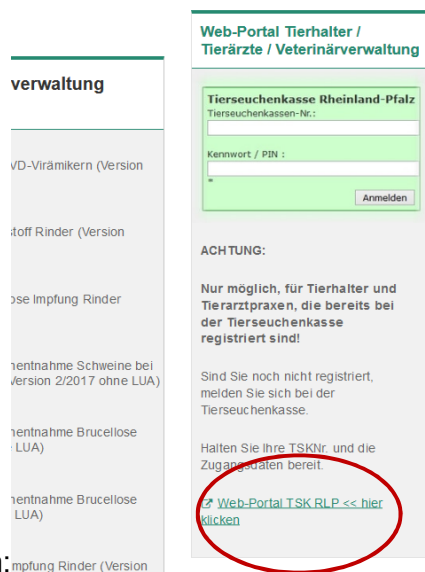 verwaltung
VD-Virämikern (Version
stoff Rinder (Version
ose Impfung Rinder
hentnahme Schweine bei
Version 2/2017 ohne LUA)
nentnahme Brucellose
LUA)
nentnahme Brucellose
LUA)
mpfung Rinder (Version
Web-Portal Tierhalter /
Tierärzte / Veterinärverwaltung
Tierseuchenkasse Rheinland-Pfalz
Tierseuchenkassen-Nr.:
Kennwort / PIN :
*
Anmelden
ACHTUNG:
Nur möglich, für Tierhalter und
Tierarztpraxen, die bereits bei
der Tierseuchenkasse
registriert sind!
Sind Sie noch nicht registriert,
melden Sie sich bei der
Tierseuchenkasse.
Halten Sie Ihre TSKNr. und die
Zugangsdaten bereit.
Web-Portal TSK RLP << hier
klicken